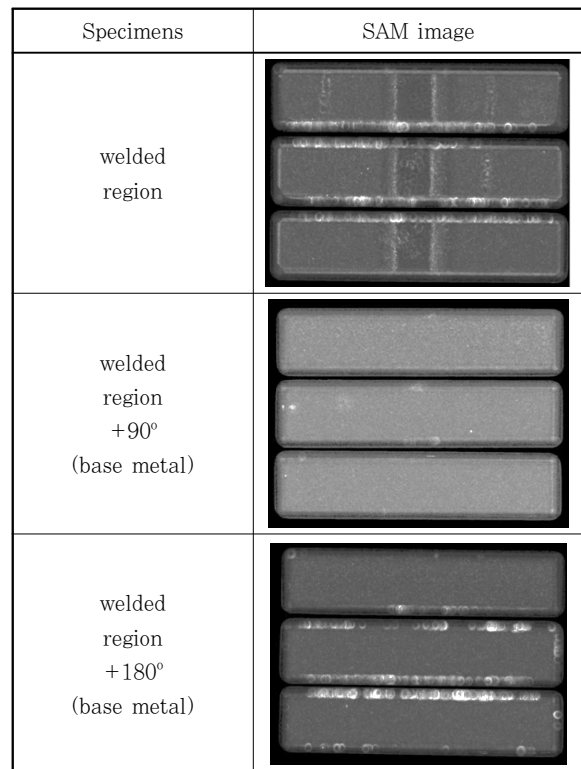 Specimens SAM image
welded
region
welded
region
+90°
(base metal)
welded
region
+180°
(base metal)